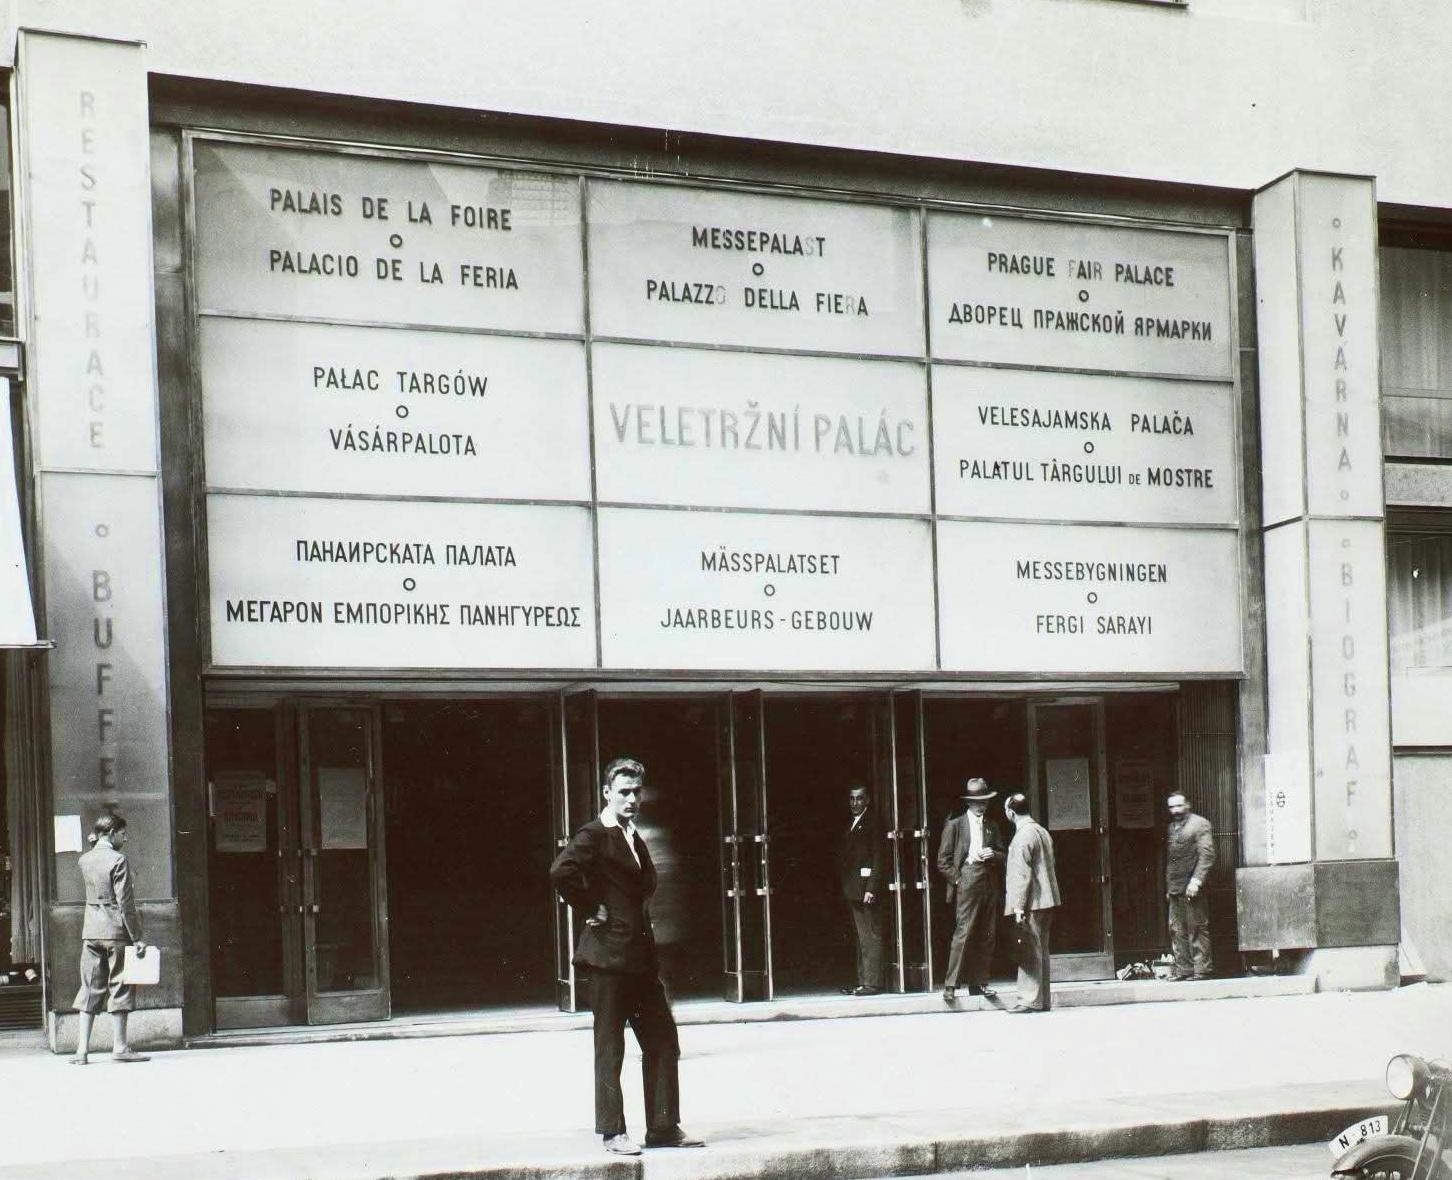 RESTAURACE
BUFFET
PALAIS DE LA FOIRE
PALACIO DE LA FERIA
MESSEPALAST
PALAZZO DELLA FIERA
PRAGUE FAIR PALACE
ДВОРЕЦ ПРАЖСКОЙ ЯРМАРКИ
PAŁAC TARGÓW
VÁSÁRPALOTA
VELETRŽNÍ PALÁC
VELESAJAMSKA PALAČA
PALATUL TÂRGULUI DE MOSTRE
ПАНАИРСКАТА ПАЛАТА
ΜΕΓΑΡΟΝ ΕΜΠΟΡΙΚΗΣ ΠΑΝΗΓΥΡΕΩΣ
MÄSSPALATSET
JAARBEURS-GEBOUW
MESSEBYGNINGEN
FERGI SARAYI
KAVÁRNA
BIOGRAF
N 813